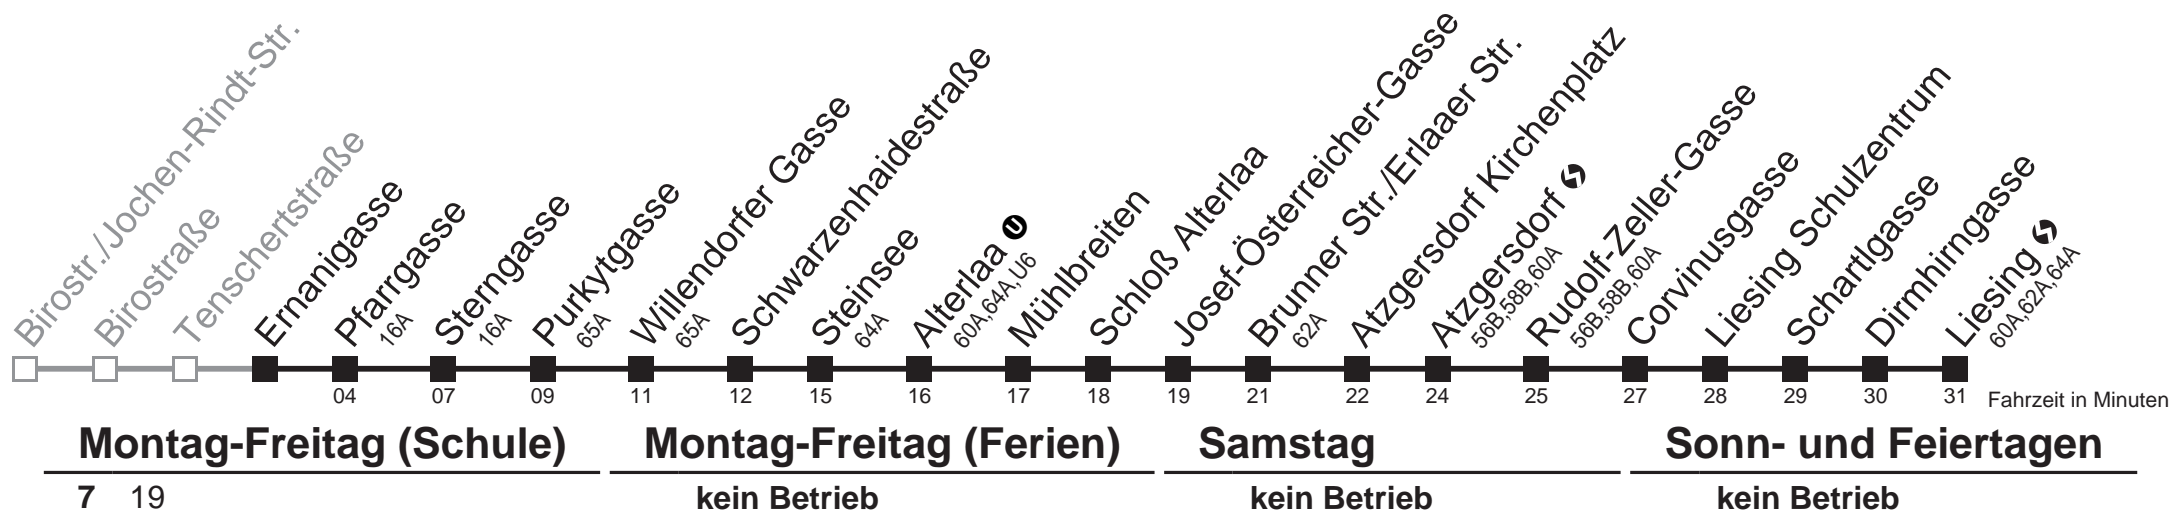 Birostr./Jochen-Rindt-Str.
Birostraße
Tenschertstraße
Ernanigasse
Pfarrgasse
16A
Sterngasse
16A
Purkytgasse
65A
Willendorfer Gasse
65A
Schwarzenhaidestraße
Steinsee
64A
Alterlaa U
60A,64A,U6
Mühlbreiten
Schloß Alterlaa
Josef-Österreicher-Gasse
Brunner Str./Erlaaer Str.
62A
Atzgersdorf Kirchenplatz
Atzgersdorf
56B,58B,60A
Rudolf-Zeller-Gasse
56B,58B,60A
Corvinusgasse
Liesing Schulzentrum
Schartlgasse
Dirmhirngasse
Liesing
60A,62A,64A
04 07 09 11 12 15 16 17 18 19 21 22 24 25 27 28 29 30 31 Fahrzeit in Minuten
Montag-Freitag (Schule) Montag-Freitag (Ferien) Samstag Sonn- und Feiertagen
7 19 kein Betrieb kein Betrieb kein Betrieb